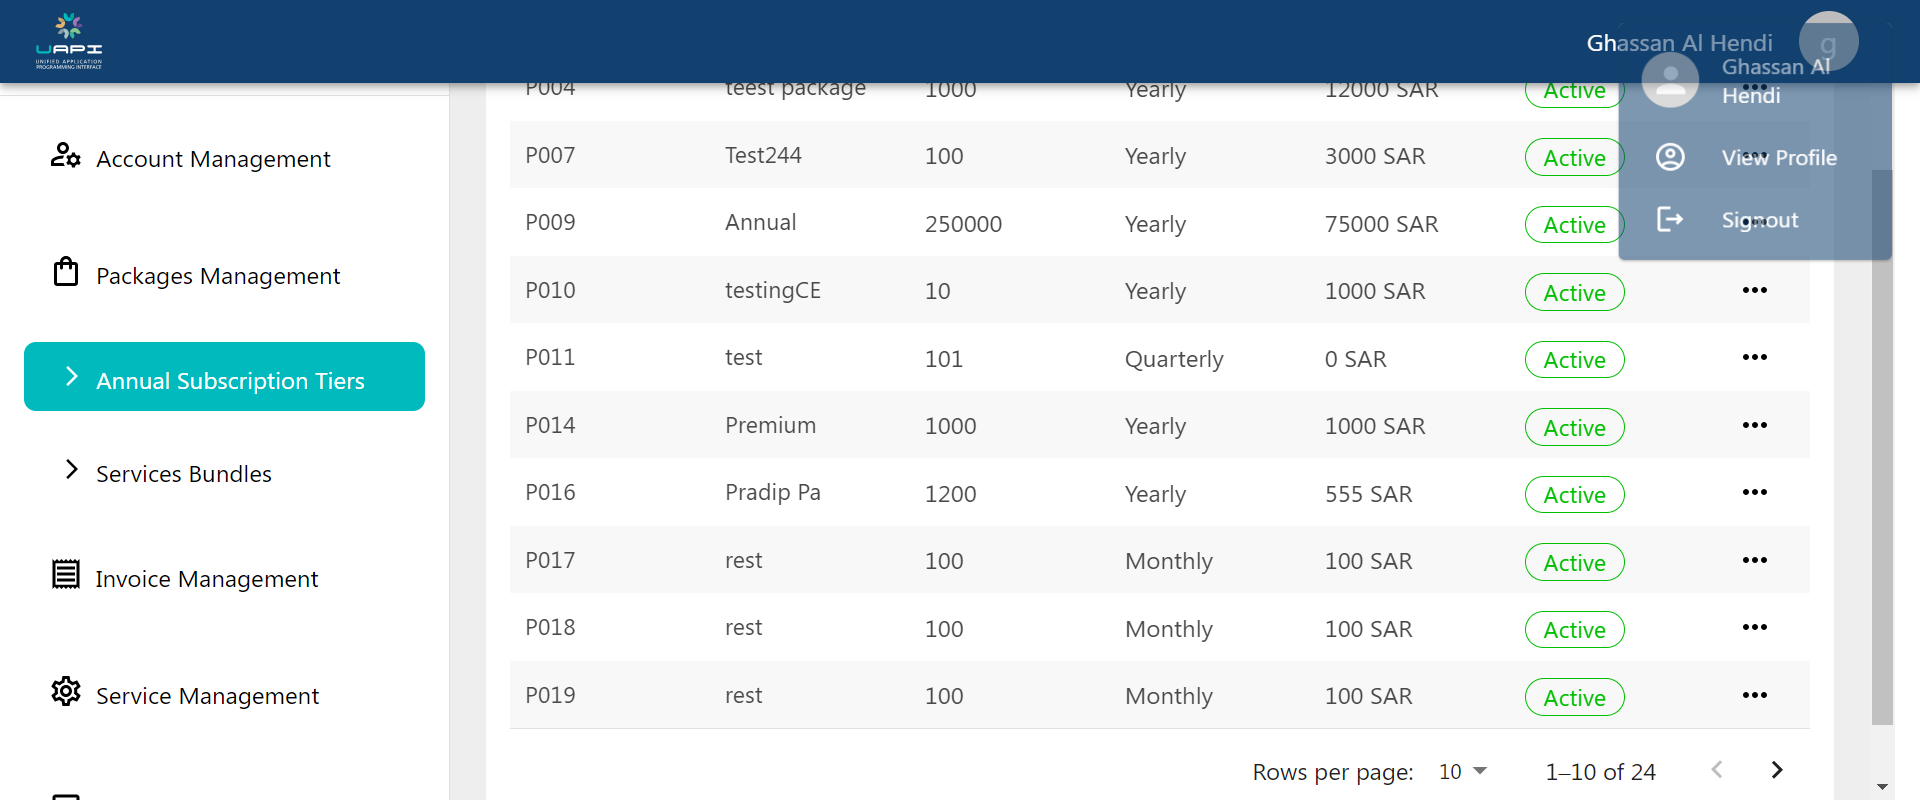 UAPI
UNIFIED APPLICATION
PROGRAMMING INTERFACE
Ghassan Al Hendi
g
Ghassan Al
Hendi
View Profile
Signout
Account Management
Packages Management
Annual Subscription Tiers
Services Bundles
Invoice Management
Service Management
P004 teest package 1000 Yearly 12000 SAR Active
P007 Test244 100 Yearly 3000 SAR Active
P009 Annual 250000 Yearly 75000 SAR Active
P010 testingCE 10 Yearly 1000 SAR Active
P011 test 101 Quarterly 0 SAR Active
P014 Premium 1000 Yearly 1000 SAR Active
P016 Pradip Pa 1200 Yearly 555 SAR Active
P017 rest 100 Monthly 100 SAR Active
P018 rest 100 Monthly 100 SAR Active
P019 rest 100 Monthly 100 SAR Active
Rows per page: 10 1–10 of 24